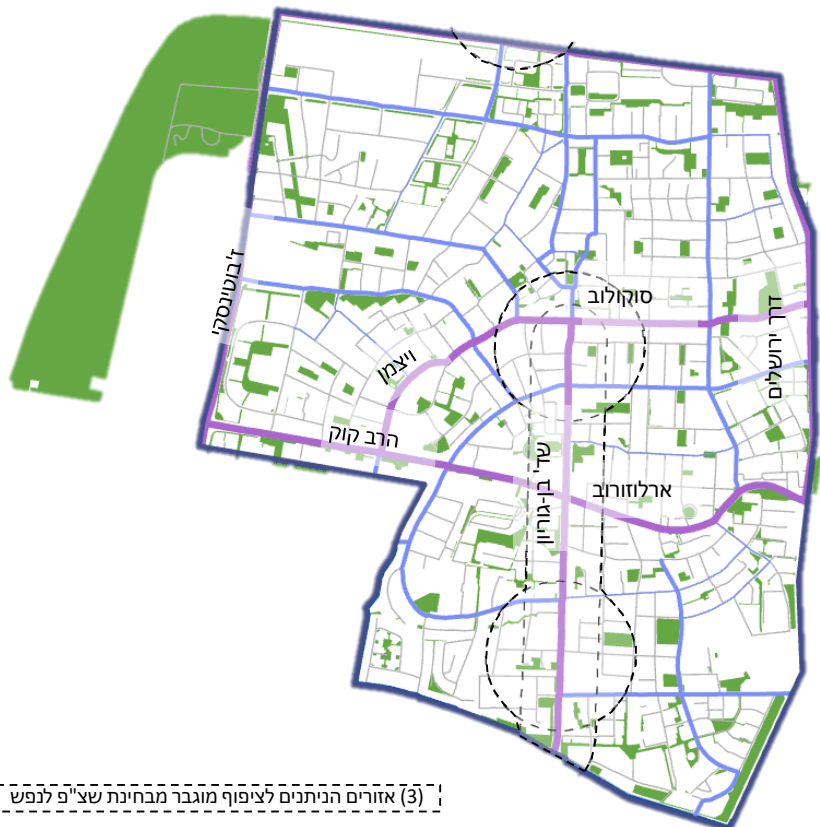 סוקולוב
דרך ירושלים
ז'בוטינסקי
ויצמן
הרב קוק
שד' בן-גוריון
ארלוזורוב
(3) אזורים הניתנים לציפוף מוגבר מבחינת שצ"פ לנפש